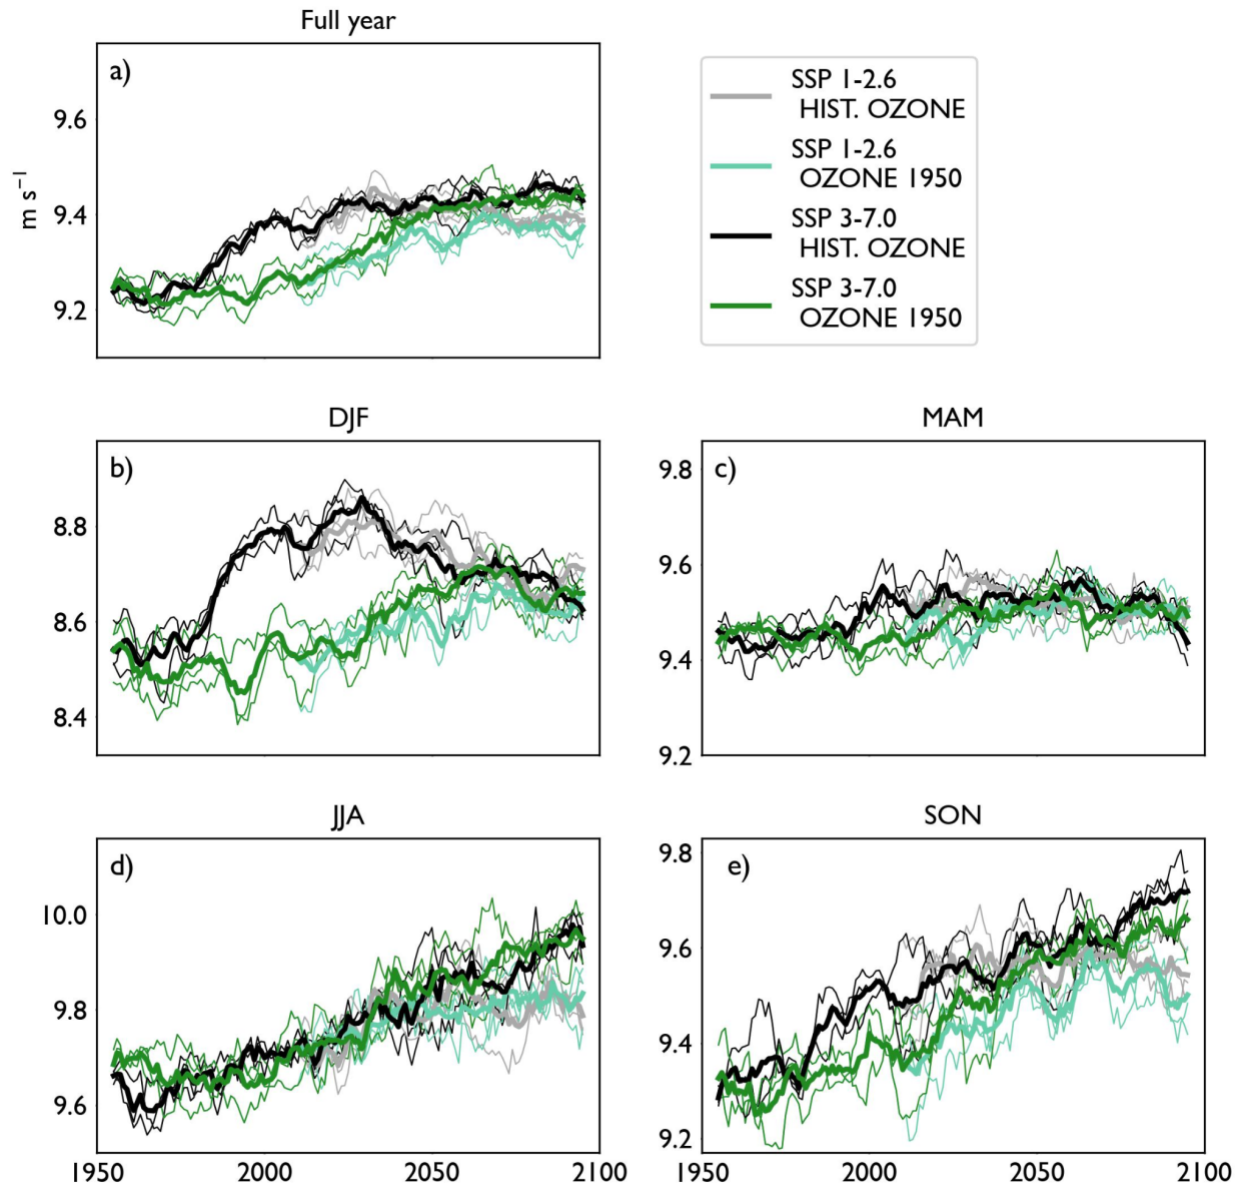 Full year
a)
9.6
9.4
9.2
m s⁻¹
SSP 1-2.6
HIST. OZONE
SSP 1-2.6
OZONE 1950
SSP 3-7.0
HIST. OZONE
SSP 3-7.0
OZONE 1950
DJF
b)
8.8
8.6
8.4
MAM
c)
9.8
9.6
9.4
9.2
JJA
d)
10.0
9.8
9.6
1950
2000
2050
2100
SON
e)
9.8
9.6
9.4
9.2
1950
2000
2050
2100